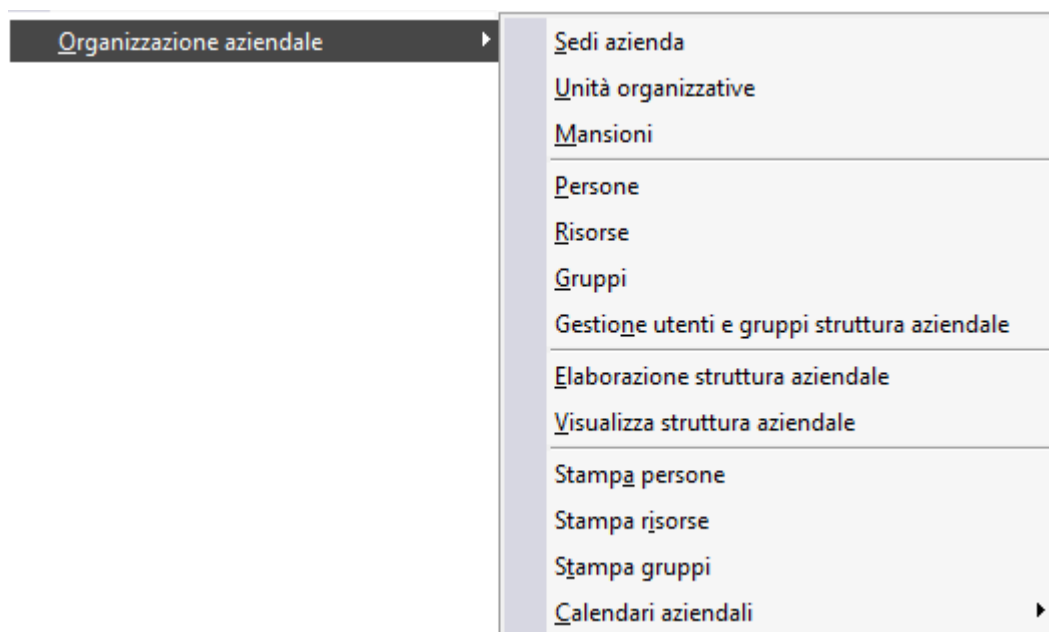 Organizzazione aziendale
Sedi azienda
Unità organizzative
Mansioni
Persone
Risorse
Gruppi
Gestione utenti e gruppi struttura aziendale
Elaborazione struttura aziendale
Visualizza struttura aziendale
Stampa persone
Stampa risorse
Stampa gruppi
Calendari aziendali